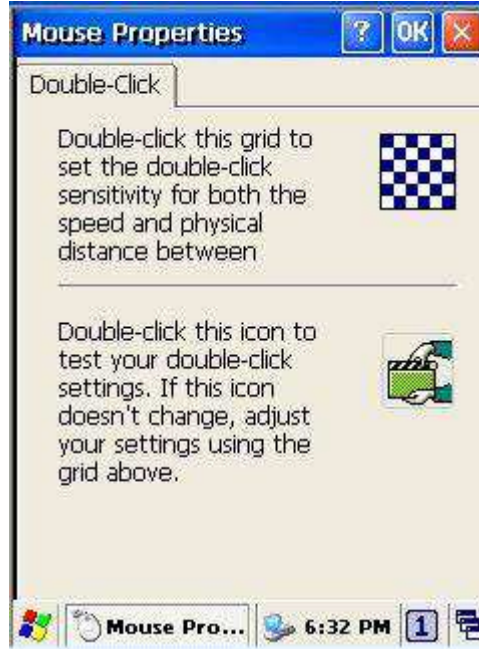 Mouse Properties ? OK ×
Double-Click
Double-click this grid to
set the double-click
sensitivity for both the
speed and physical
distance between
Double-click this icon to
test your double-click
settings. If this icon
doesn't change, adjust
your settings using the
grid above.
Mouse Pro... 6:32 PM 1